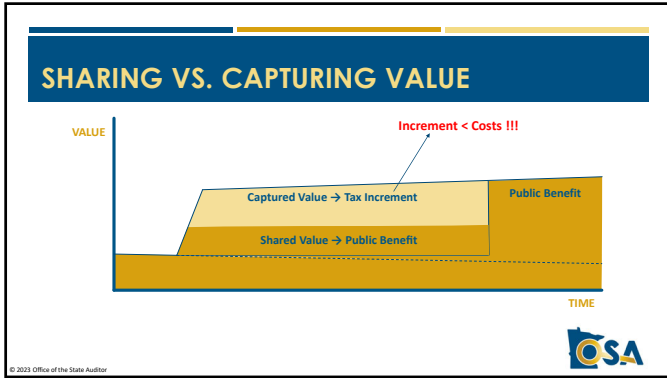 SHARING VS. CAPTURING VALUE
Increment < Costs !!!
VALUE
Captured Value → Tax Increment
Public Benefit
Shared Value → Public Benefit
TIME
OSA
© 2023 Office of the State Auditor